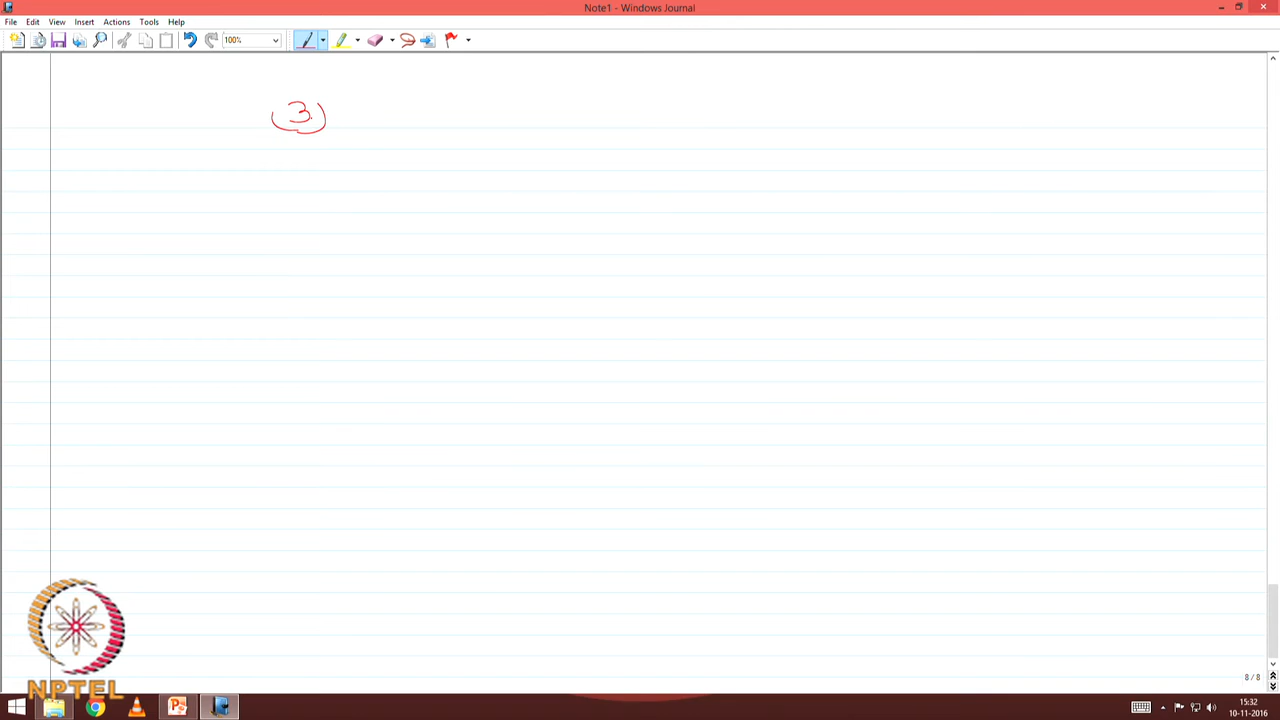 Note1 - Windows Journal
File Edit View Insert Actions Tools Help
100%
(3)
8 / 8
NPTEL
15:32
10-11-2016